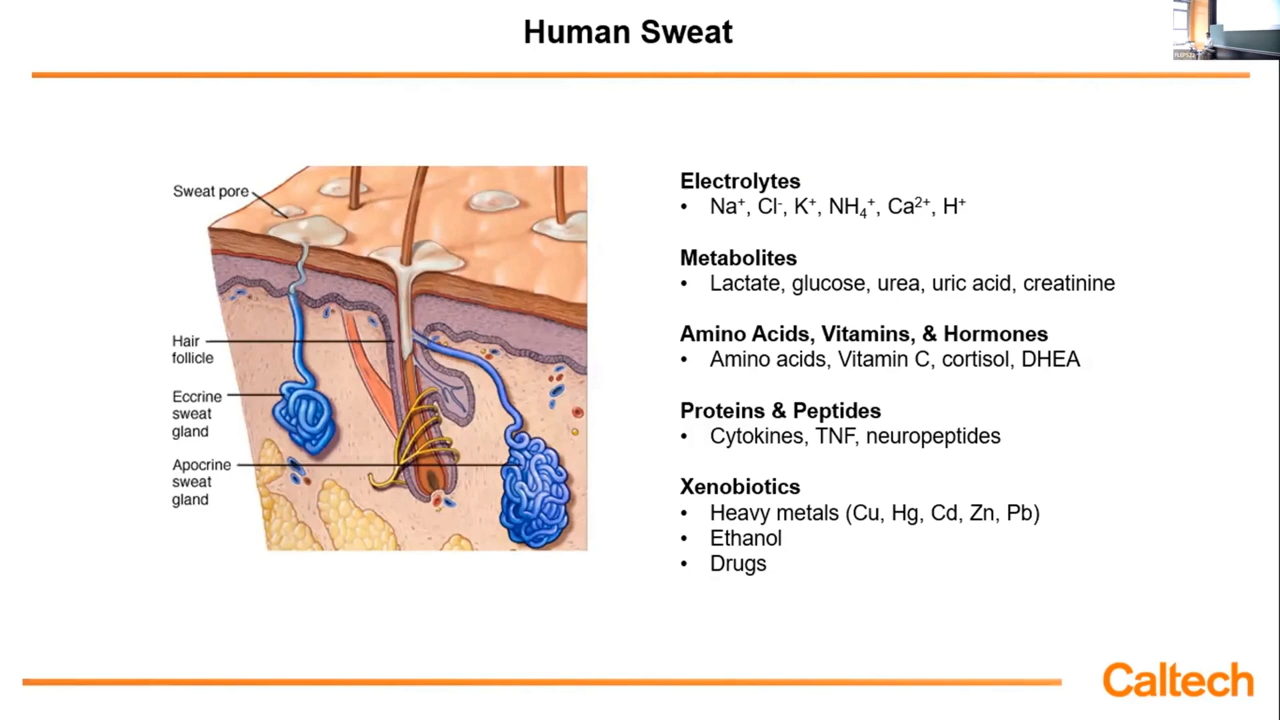 Human Sweat
Sweat pore
Hair
follicle
Eccrine
sweat
gland
Apocrine
sweat
gland
Electrolytes
• Na⁺, Cl⁻, K⁺, NH₄⁺, Ca²⁺, H⁺
Metabolites
• Lactate, glucose, urea, uric acid, creatinine
Amino Acids, Vitamins, & Hormones
• Amino acids, Vitamin C, cortisol, DHEA
Proteins & Peptides
• Cytokines, TNF, neuropeptides
Xenobiotics
• Heavy metals (Cu, Hg, Cd, Zn, Pb)
• Ethanol
• Drugs
Caltech